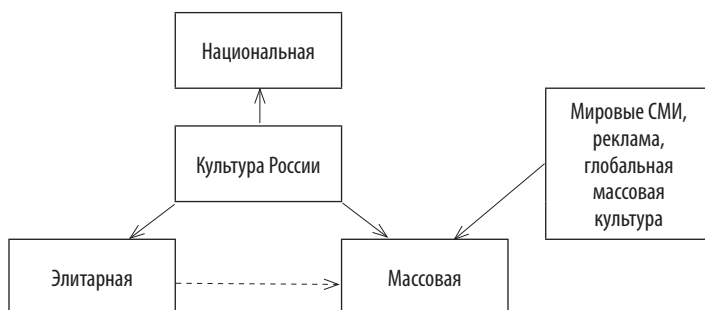 Национальная
Культура России
Мировые СМИ,
реклама,
глобальная
массовая
культура
Элитарная
Массовая